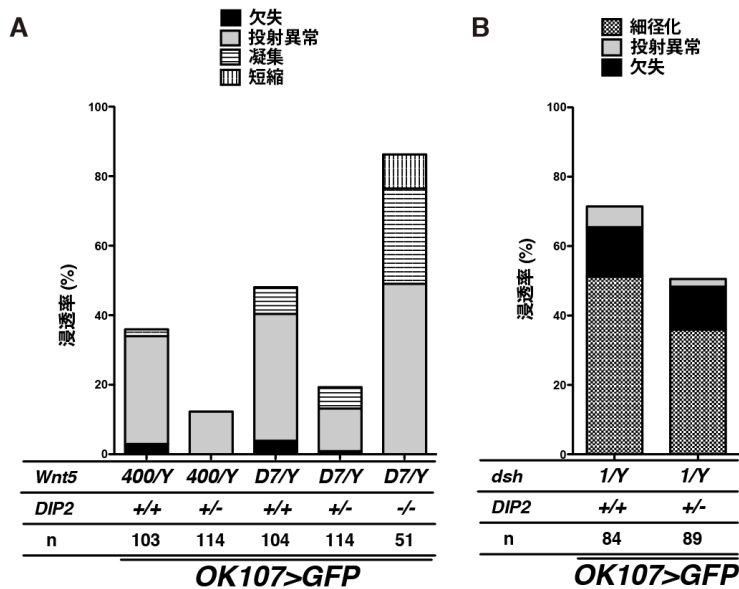 A
欠失
投射異常
凝集
短縮
100
80
60
40
20
0
浸透率 (%)
Wnt5 400/Y 400/Y D7/Y D7/Y D7/Y
DIP2 +/+ +/- +/+ +/- -/-
n 103 114 104 114 51
OK107>GFP
B
細径化
投射異常
欠失
100
80
60
40
20
0
浸透率 (%)
dsh 1/Y 1/Y
DIP2 +/+ +/-
n 84 89
OK107>GFP